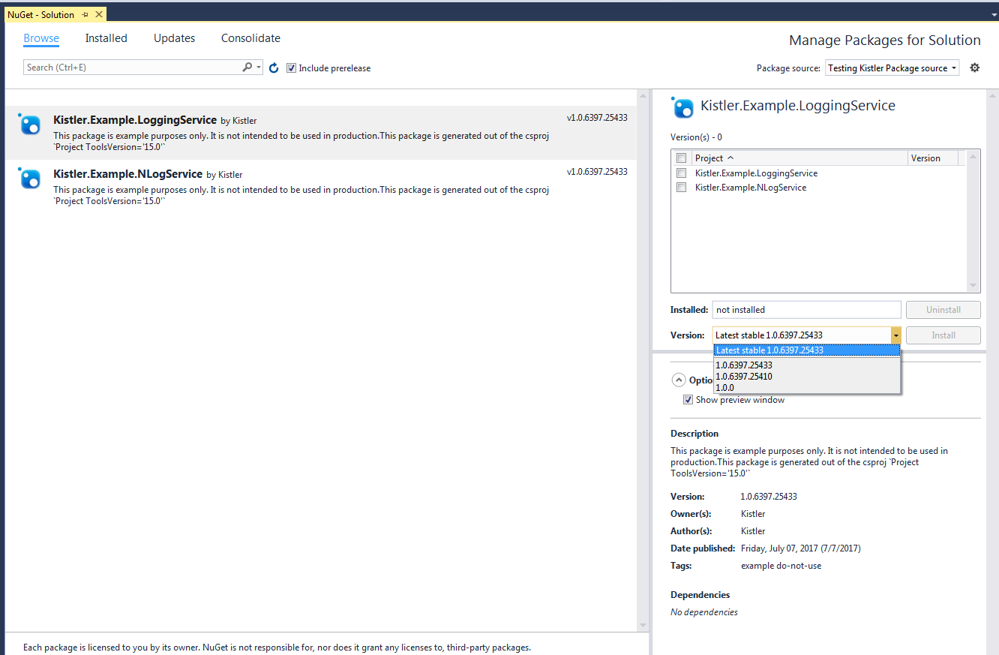 NuGet - Solution
Browse Installed Updates Consolidate
Manage Packages for Solution
Search (Ctrl+E)
Include prerelease
Package source: Testing Kistler Package source
Kistler.Example.LoggingService by Kistler
v1.0.6397.25433
This package is example purposes only. It is not intended to be used in production.This package is generated out of the csproj
`Project ToolsVersion='15.0'`
Kistler.Example.NLogService by Kistler
v1.0.6397.25433
This package is example purposes only. It is not intended to be used in production.This package is generated out of the csproj
`Project ToolsVersion='15.0'`
Each package is licensed to you by its owner. NuGet is not responsible for, nor does it grant any licenses to, third-party packages.
Kistler.Example.LoggingService
Version(s) - 0
Project Version
Kistler.Example.LoggingService
Kistler.Example.NLogService
Installed: not installed Uninstall
Version: Latest stable 1.0.6397.25433 Install
Latest stable 1.0.6397.25433
1.0.6397.25433
1.0.6397.25410
1.0.0
Optio
Show preview window
Description
This package is example purposes only. It is not intended to be used in
production.This package is generated out of the csproj `Project
ToolsVersion='15.0'`
Version: 1.0.6397.25433
Owner(s): Kistler
Author(s): Kistler
Date published: Friday, July 07, 2017 (7/7/2017)
Tags: example do-not-use
Dependencies
No dependencies